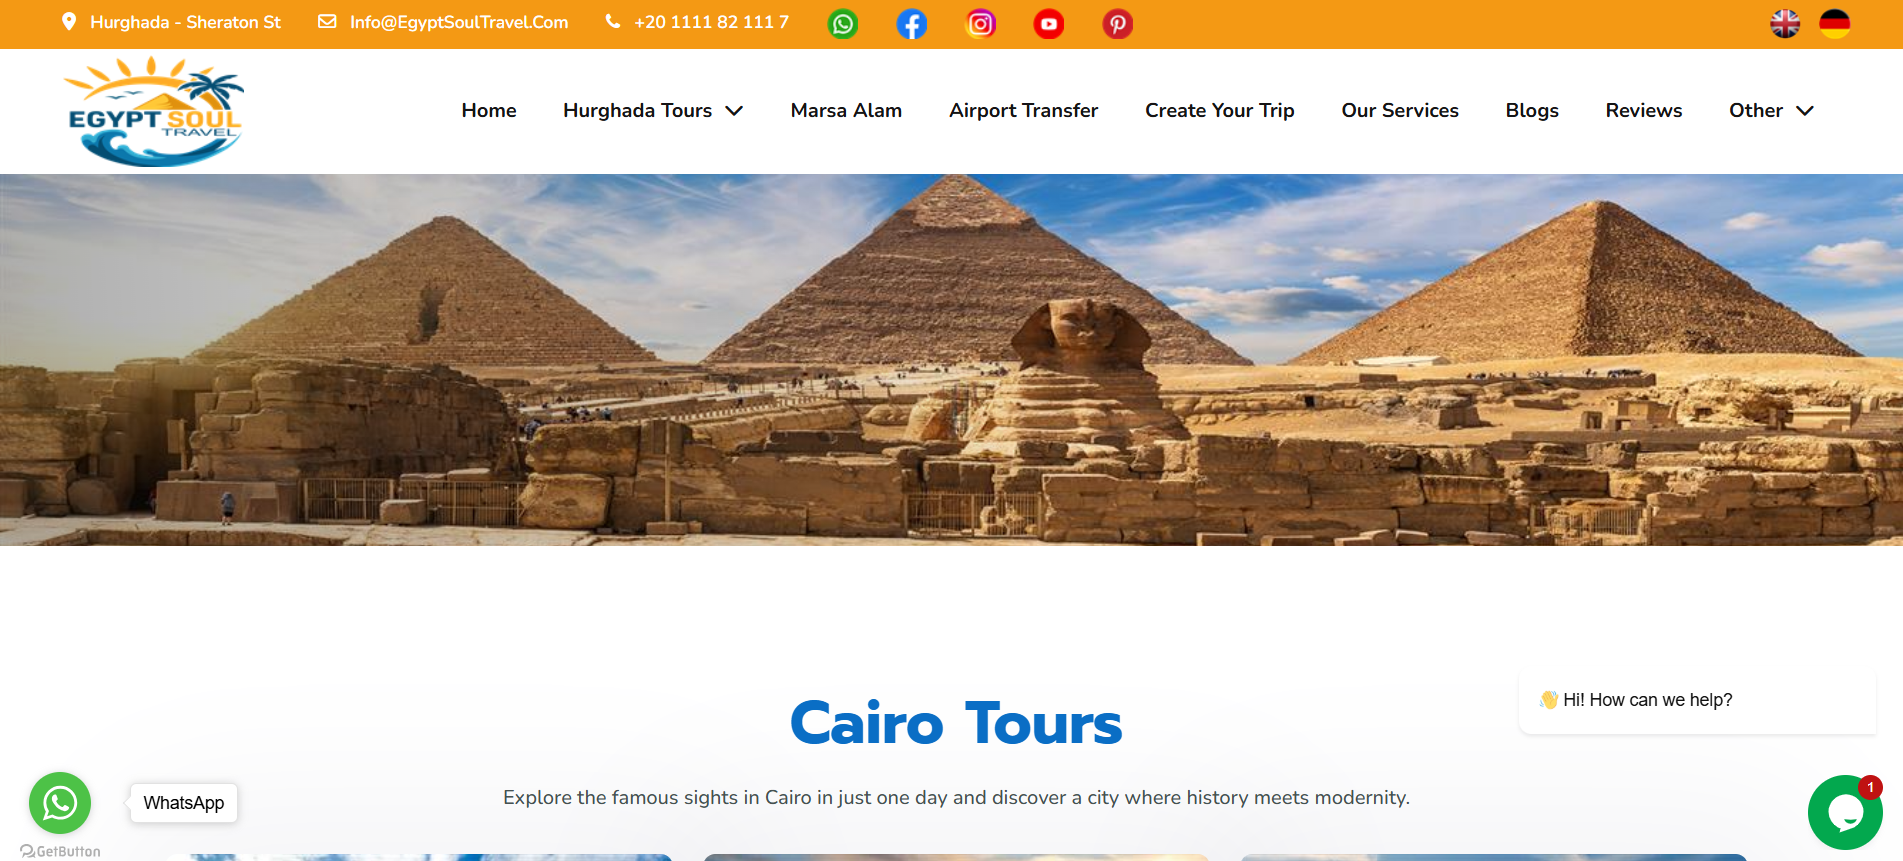 Hurghada - Sheraton St
Info@EgyptSoulTravel.Com
+20 1111 82 111 7
EGYPT SOUL
TRAVEL
Home
Hurghada Tours
Marsa Alam
Airport Transfer
Create Your Trip
Our Services
Blogs
Reviews
Other
Cairo Tours
👋 Hi! How can we help?
Explore the famous sights in Cairo in just one day and discover a city where history meets modernity.
WhatsApp
1
GetButton